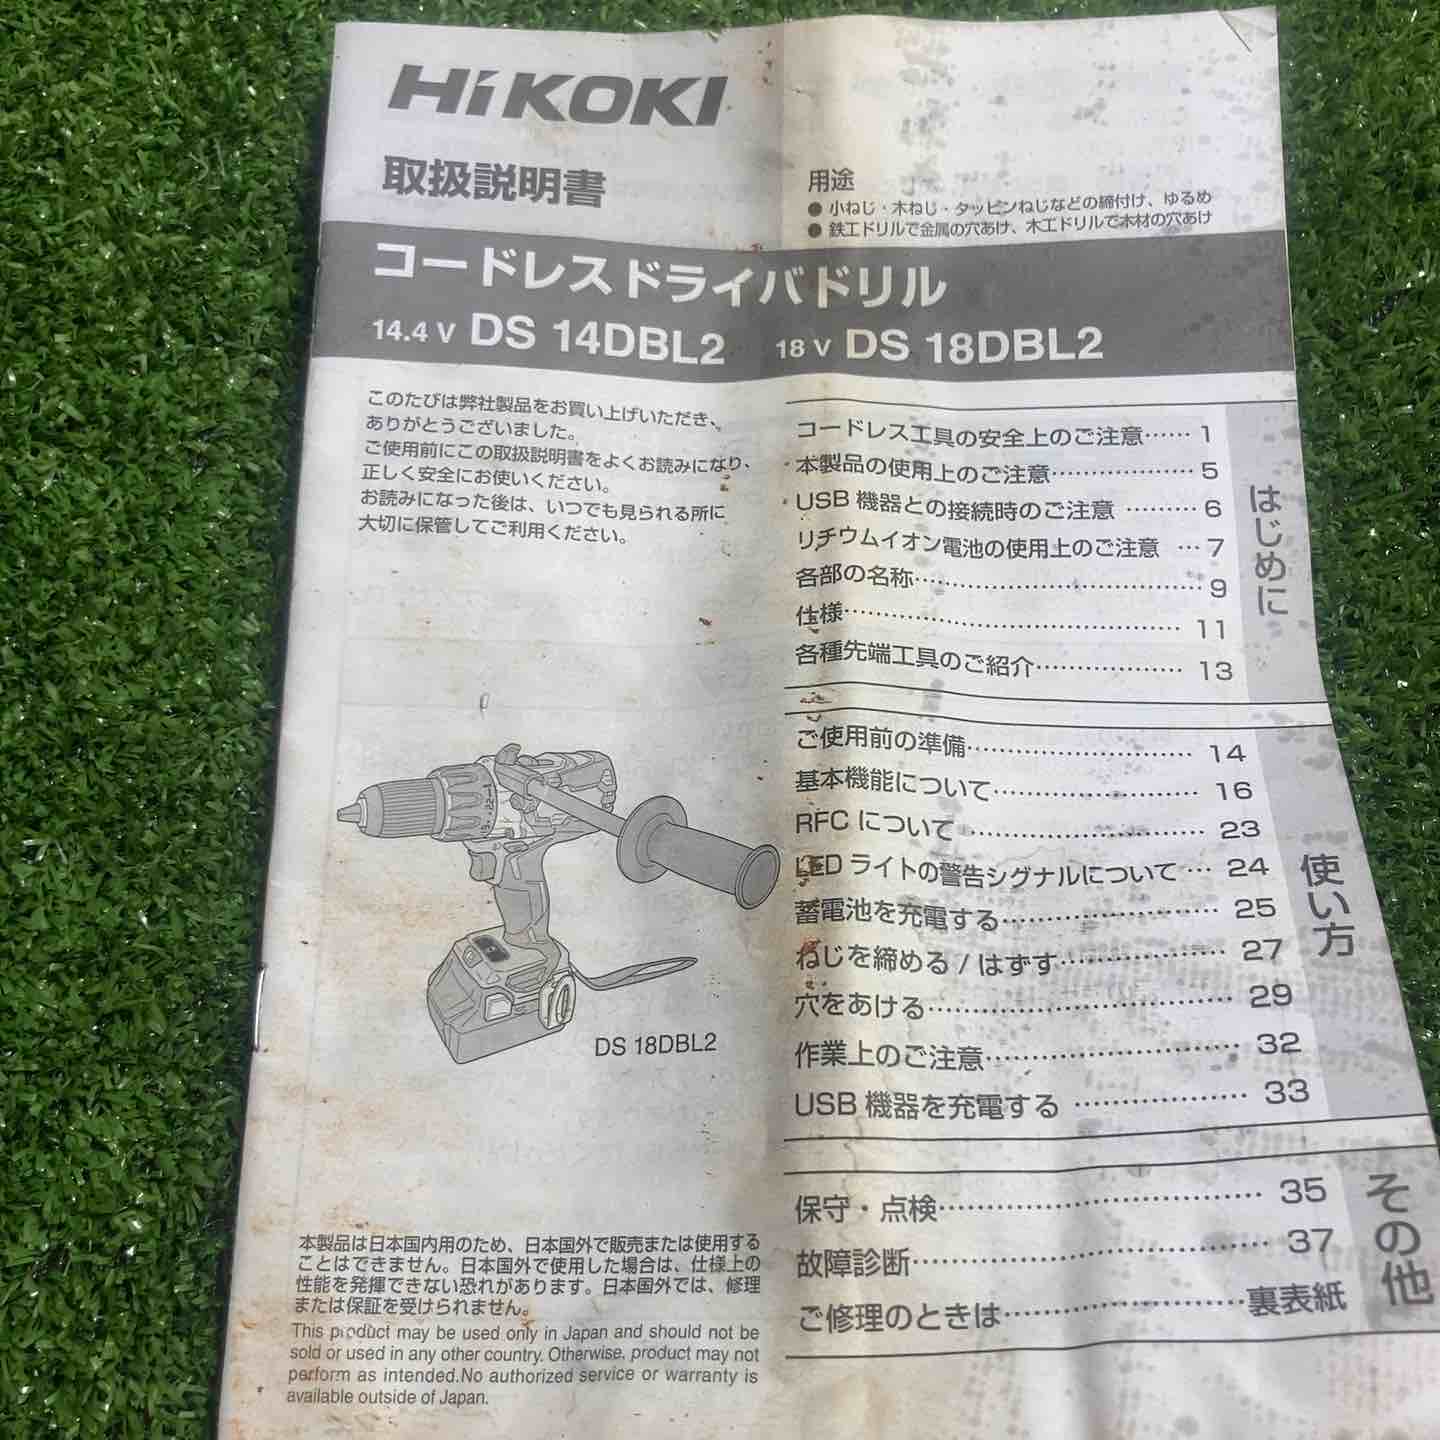 HiKOKI
取扱説明書
用途
● 小ねじ・木ねじ・タッピンねじなどの締付け、ゆるめ
● 鉄工ドリルで金属の穴あけ、木工ドリルで木材の穴あけ
コードレスドライバドリル
14.4 V DS 14DBL2 18 V DS 18DBL2
このたびは弊社製品をお買い上げいただき、
ありがとうございました。
ご使用前にこの取扱説明書をよくお読みになり、
正しく安全にお使いください。
お読みになった後は、いつでも見られる所に
大切に保管してご利用ください。
DS 18DBL2
本製品は日本国内用のため、日本国外で販売または使用する
ことはできません。日本国外で使用した場合は、仕様上の
性能を発揮できない恐れがあります。日本国外では、修理
または保証を受けられません。
This product may be used only in Japan and should not be
sold or used in any other country. Otherwise, product may not
perform as intended.No authorized service or warranty is
available outside of Japan.
はじめに
コードレス工具の安全上のご注意…… 1
本製品の使用上のご注意……………… 5
USB 機器との接続時のご注意 ……… 6
リチウムイオン電池の使用上のご注意 … 7
各部の名称……………………………… 9
仕様……………………………………… 11
各種先端工具のご紹介……………… 13
使い方
ご使用前の準備……………………… 14
基本機能について…………………… 16
RFC について ……………………… 23
LED ライトの警告シグナルについて … 24
蓄電池を充電する…………………… 25
ねじを締める / はずす……………… 27
穴をあける…………………………… 29
作業上のご注意……………………… 32
USB 機器を充電する ……………… 33
その他
保守・点検…………………………… 35
故障診断……………………………… 37
ご修理のときは……………………裏表紙